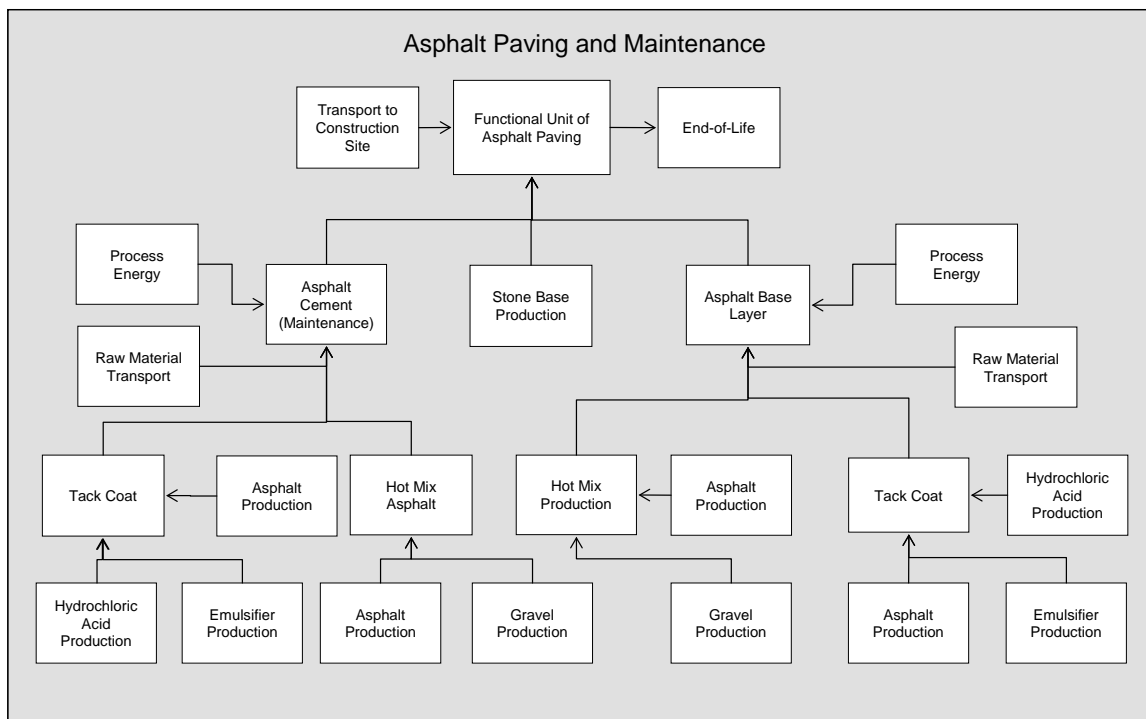 Asphalt Paving and Maintenance
Transport to
Construction
Site
Functional Unit of
Asphalt Paving
End-of-Life
Process
Energy
Asphalt
Cement
(Maintenance)
Stone Base
Production
Asphalt Base
Layer
Process
Energy
Raw Material
Transport
Raw Material
Transport
Tack Coat
Asphalt
Production
Hot Mix
Asphalt
Hot Mix
Production
Asphalt
Production
Tack Coat
Hydrochloric
Acid
Production
Hydrochloric
Acid
Production
Emulsifier
Production
Asphalt
Production
Gravel
Production
Gravel
Production
Asphalt
Production
Emulsifier
Production